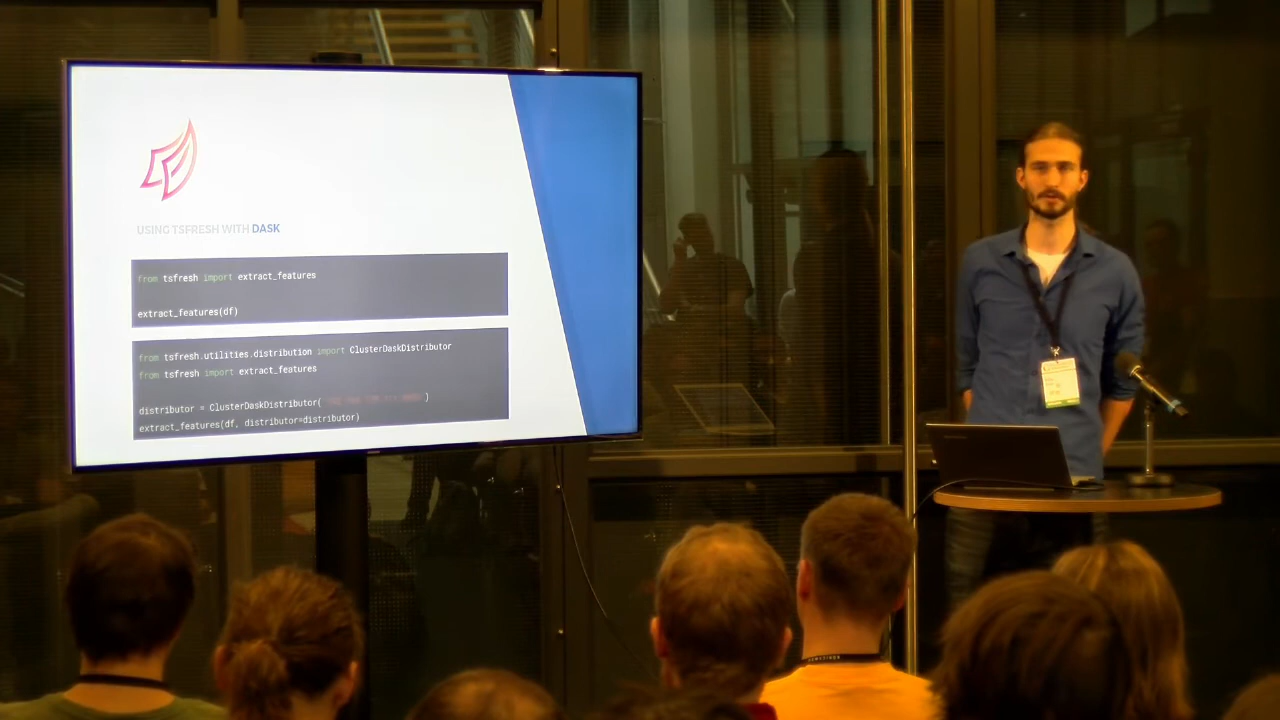 USING TSFRESH WITH DASK
from tsfresh import extract_features
extract_features(df)
from tsfresh.utilities.distribution import ClusterDaskDistributor
from tsfresh import extract_features
distributor = ClusterDaskDistributor( )
extract_features(df, distributor=distributor)